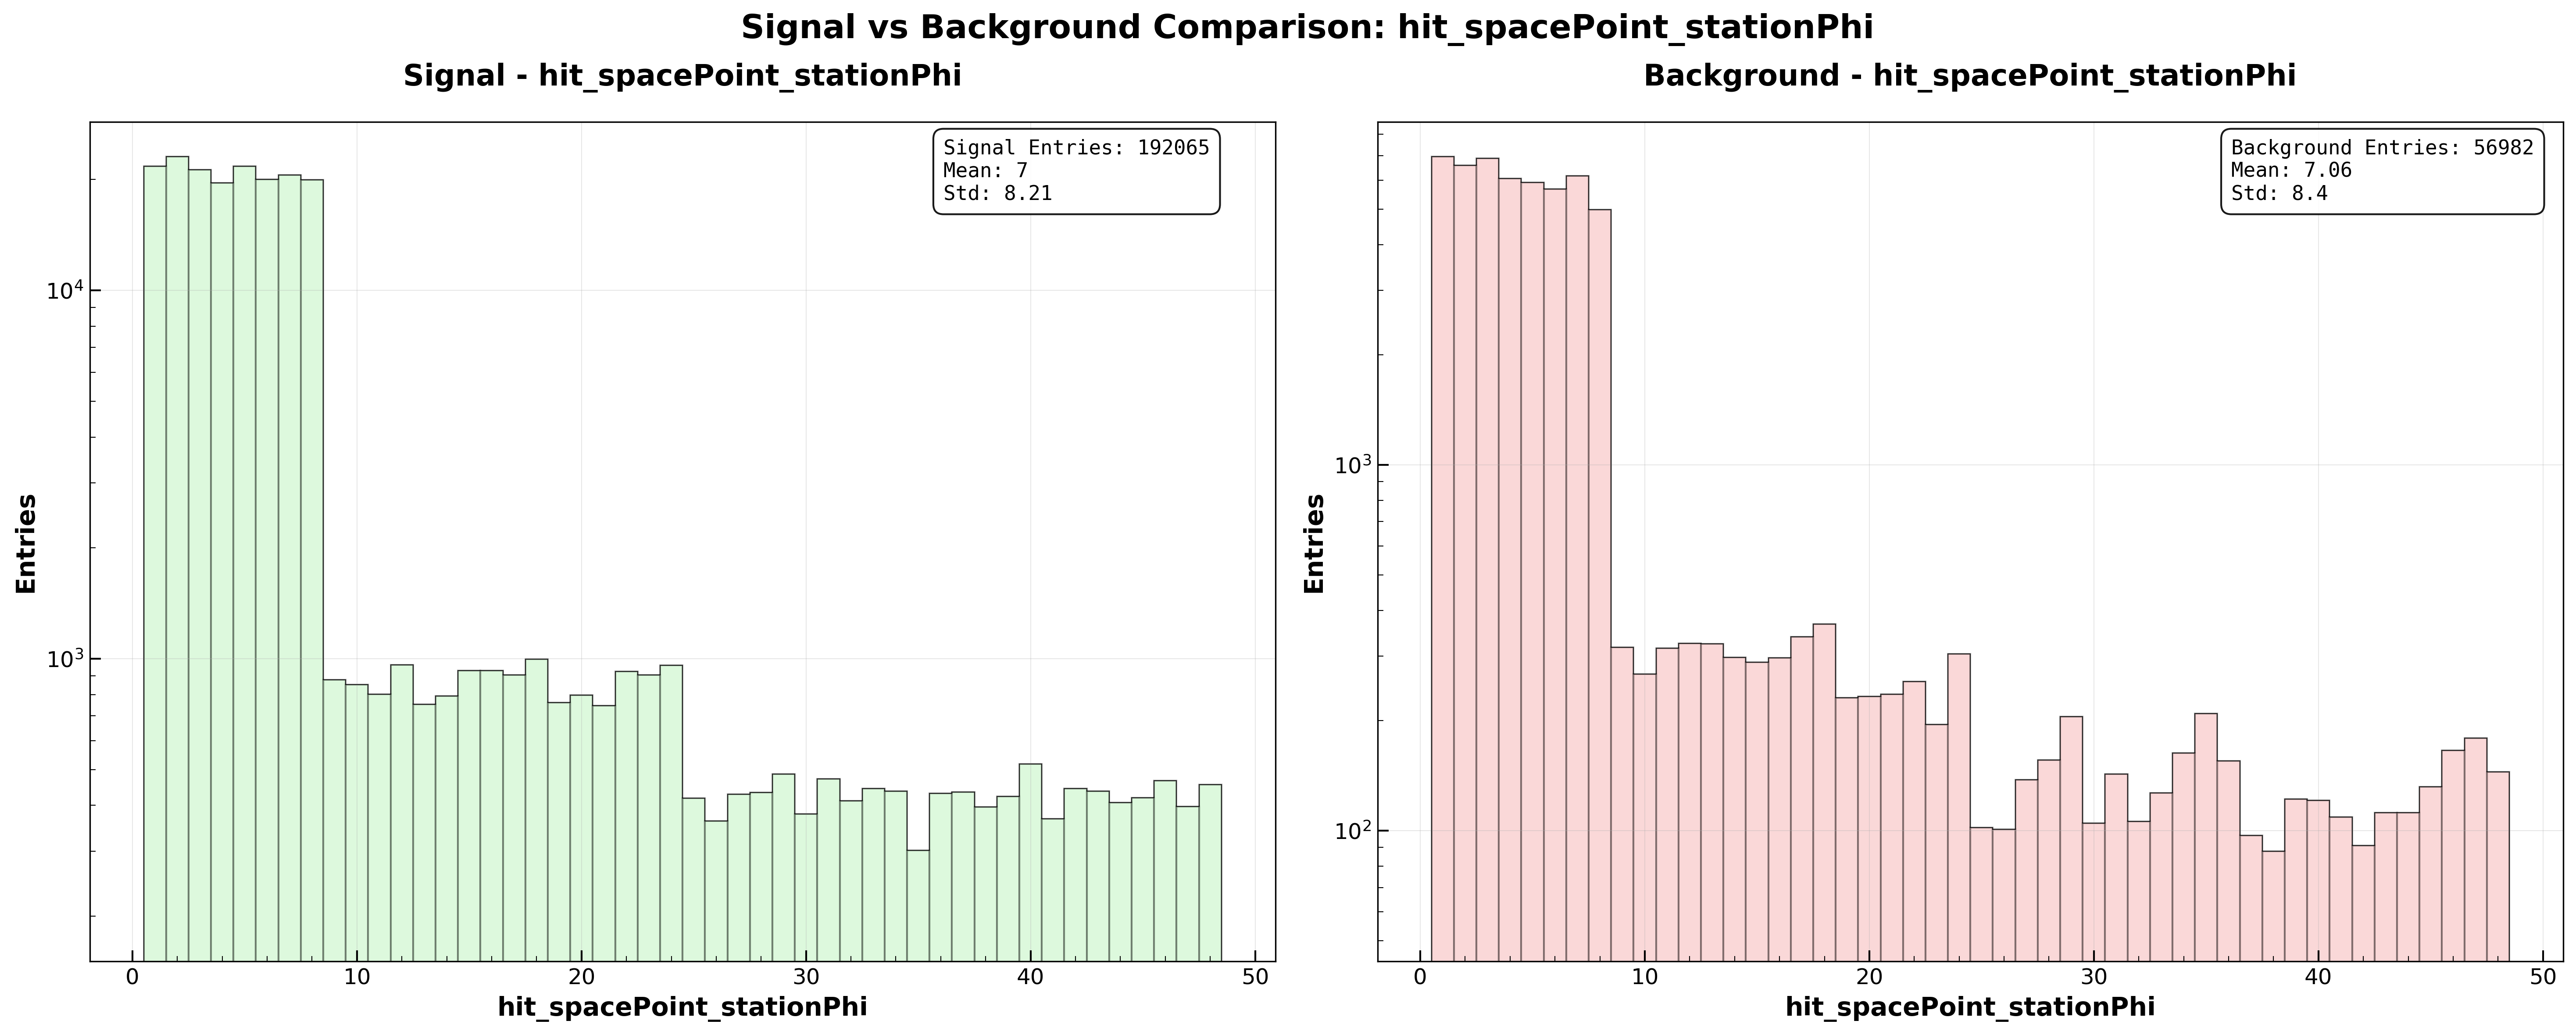 Signal vs Background Comparison: hit_spacePoint_stationPhi
Signal - hit_spacePoint_stationPhi
Signal Entries: 192065
Mean: 7
Std: 8.21
10⁴
10³
Entries
0 10 20 30 40 50
hit_spacePoint_stationPhi
Background - hit_spacePoint_stationPhi
Background Entries: 56982
Mean: 7.06
Std: 8.4
10³
10²
Entries
0 10 20 30 40 50
hit_spacePoint_stationPhi